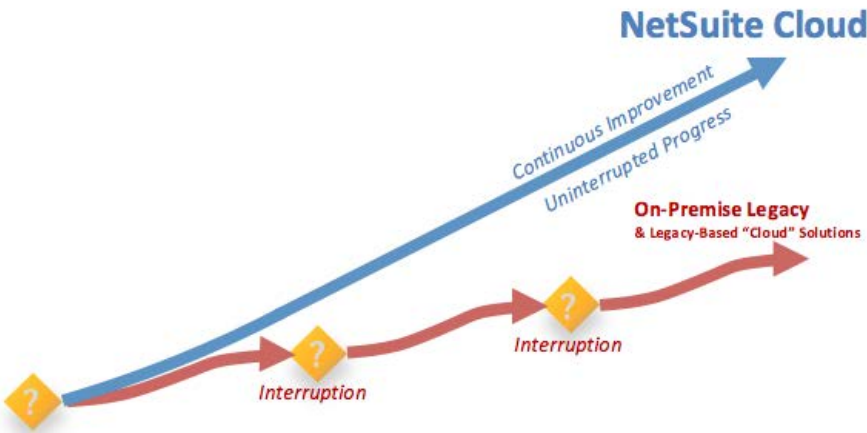 NetSuite Cloud
Continuous Improvement
Uninterrupted Progress
On-Premise Legacy
& Legacy-Based "Cloud" Solutions
?
Interruption
?
Interruption
?